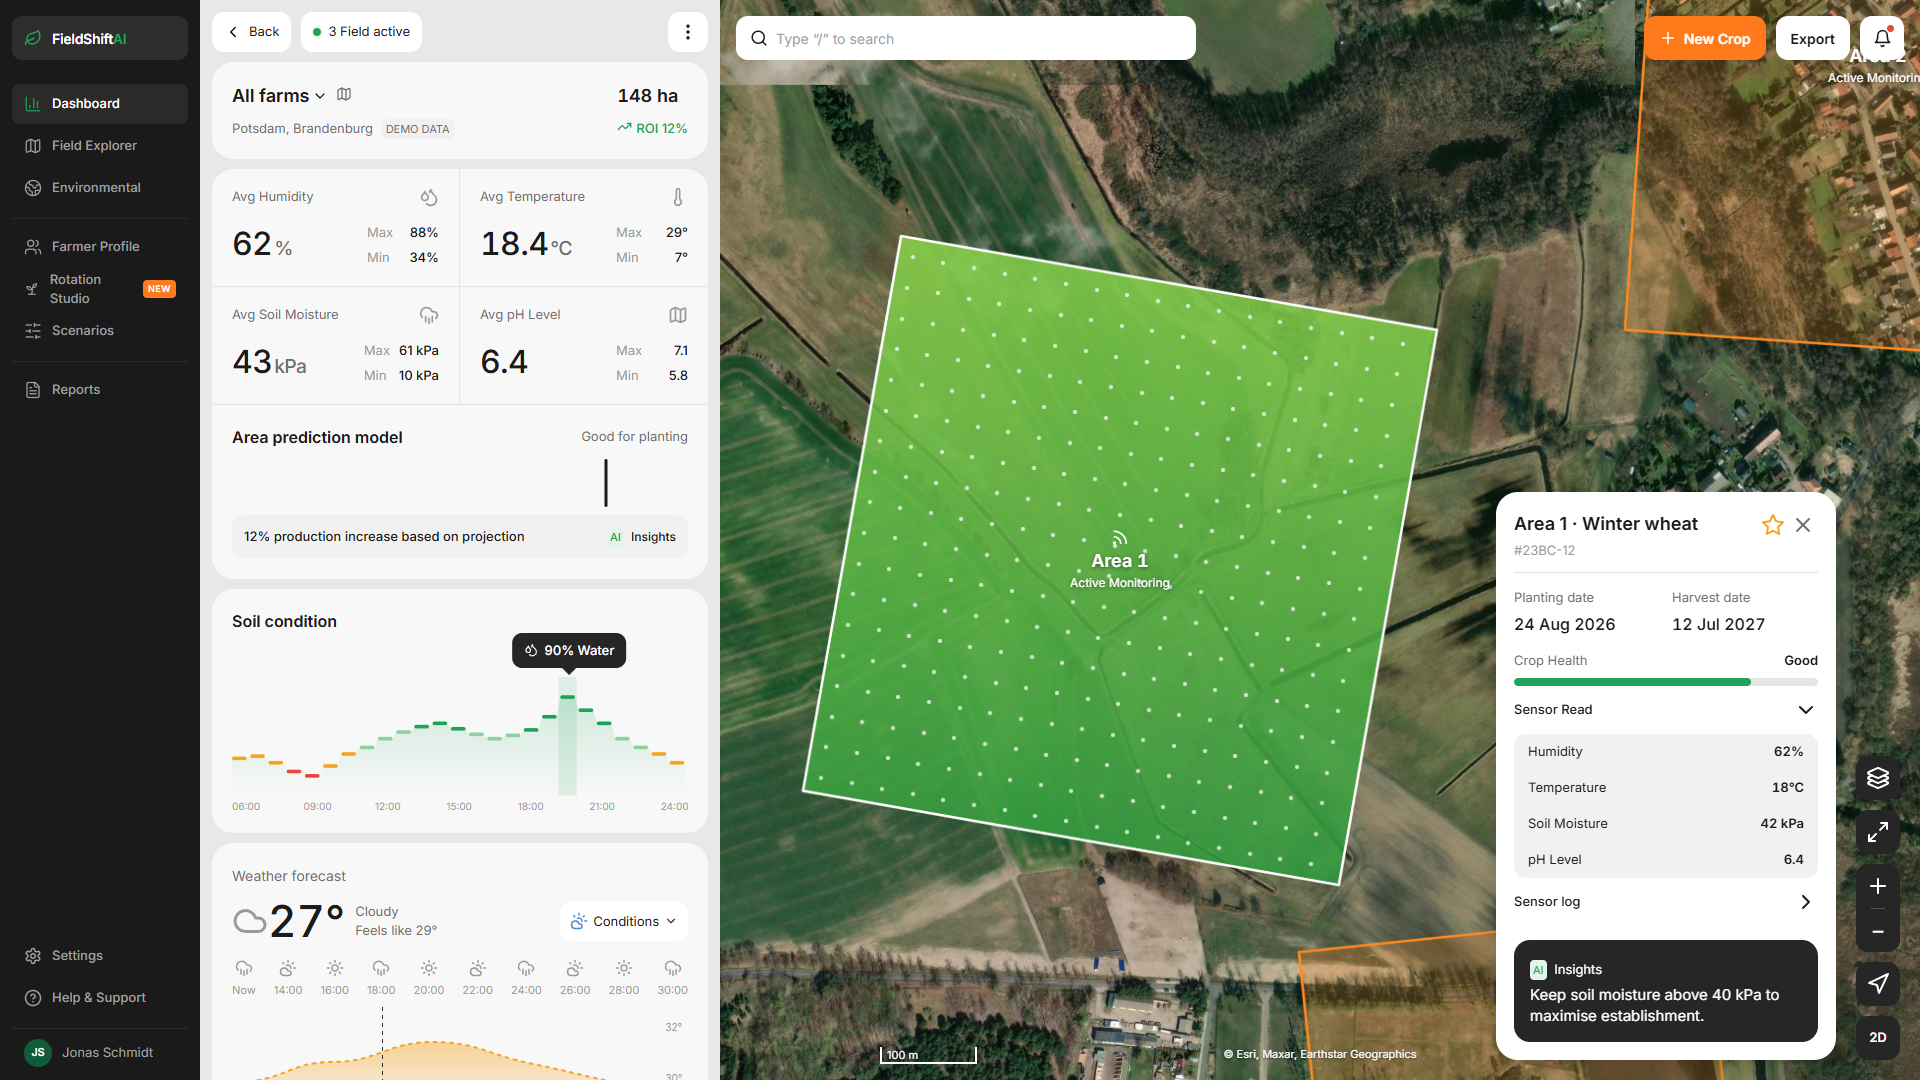 FieldShiftAI
Dashboard
Field Explorer
Environmental
Farmer Profile
Rotation
Studio
NEW
Scenarios
Reports
Settings
Help & Support
JS Jonas Schmidt
Back
3 Field active
All farms
148 ha
Potsdam, Brandenburg DEMO DATA
ROI 12%
Avg Humidity
62 %
Max 88%
Min 34%
Avg Temperature
18.4 °C
Max 29°
Min 7°
Avg Soil Moisture
43 kPa
Max 61 kPa
Min 10 kPa
Avg pH Level
6.4
Max 7.1
Min 5.8
Area prediction model
Good for planting
12% production increase based on projection
AI Insights
Soil condition
90% Water
06:00 09:00 12:00 15:00 18:00 21:00 24:00
Weather forecast
27°
Cloudy
Feels like 29°
Conditions
Now 14:00 16:00 18:00 20:00 22:00 24:00 26:00 28:00 30:00
32°
30°
Type “/” to search
New Crop
Export
Area 2
Active Monitorin
Area 1
Active Monitoring
100 m
© Esri, Maxar, Earthstar Geographics
Area 1 · Winter wheat
#23BC-12
Planting date
24 Aug 2026
Harvest date
12 Jul 2027
Crop Health
Good
Sensor Read
Humidity 62%
Temperature 18°C
Soil Moisture 42 kPa
pH Level 6.4
Sensor log
AI Insights
Keep soil moisture above 40 kPa to
maximise establishment.
2D